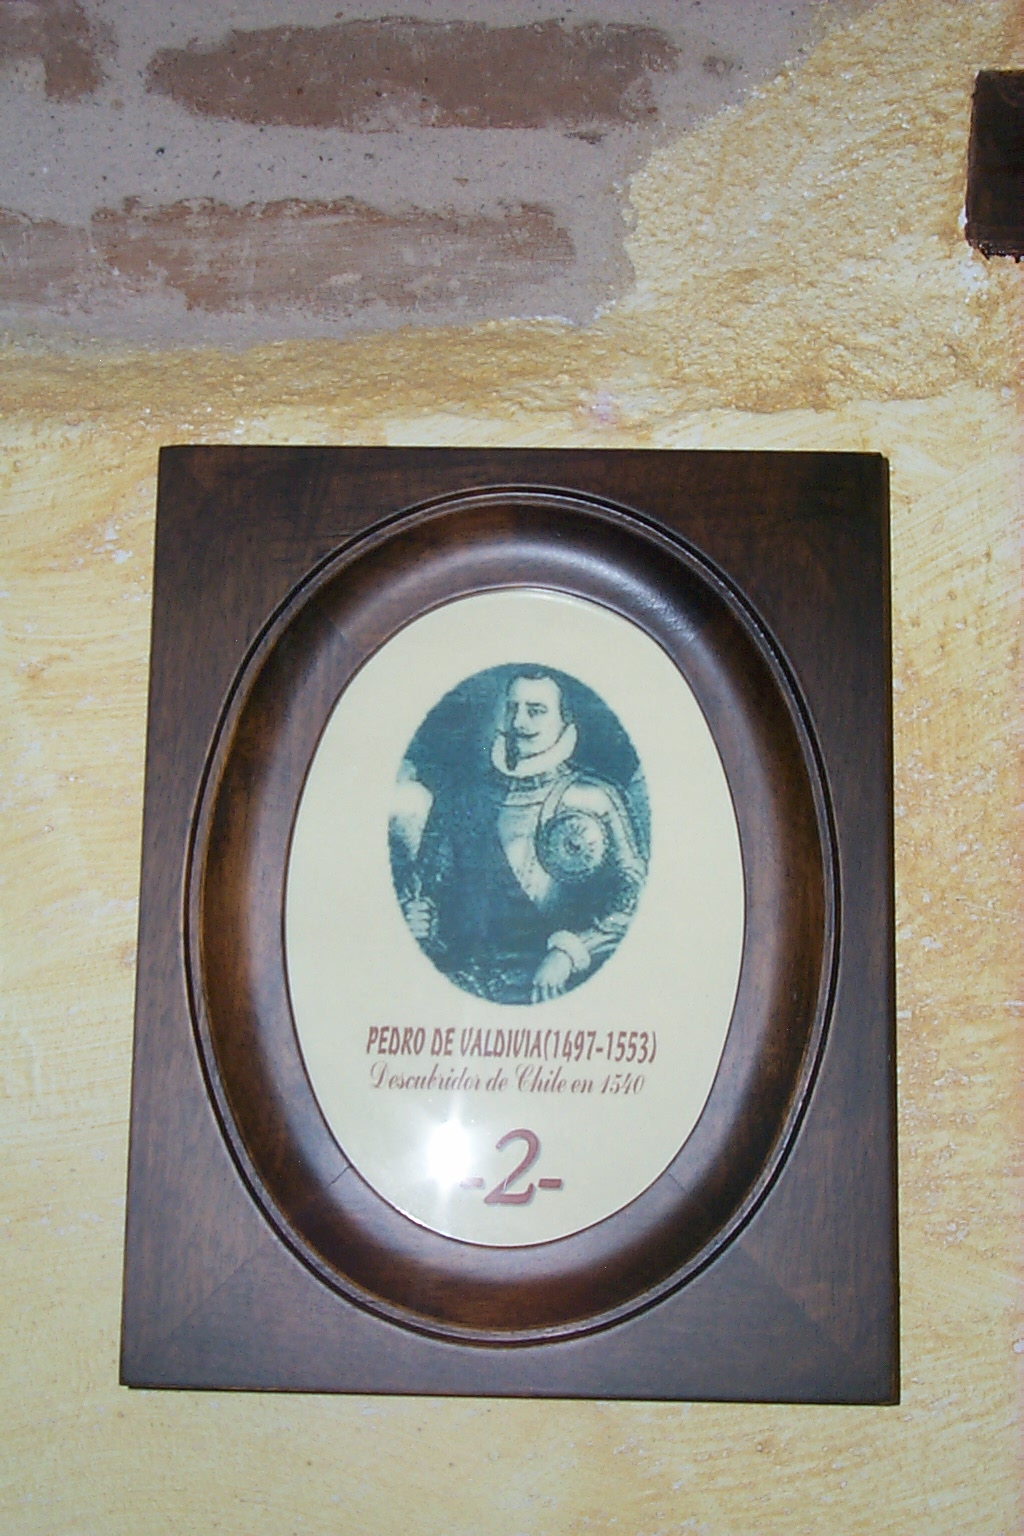 PEDRO DE VALDIVIA(1497-1553)
Descubridor de Chile en 1540
-2-